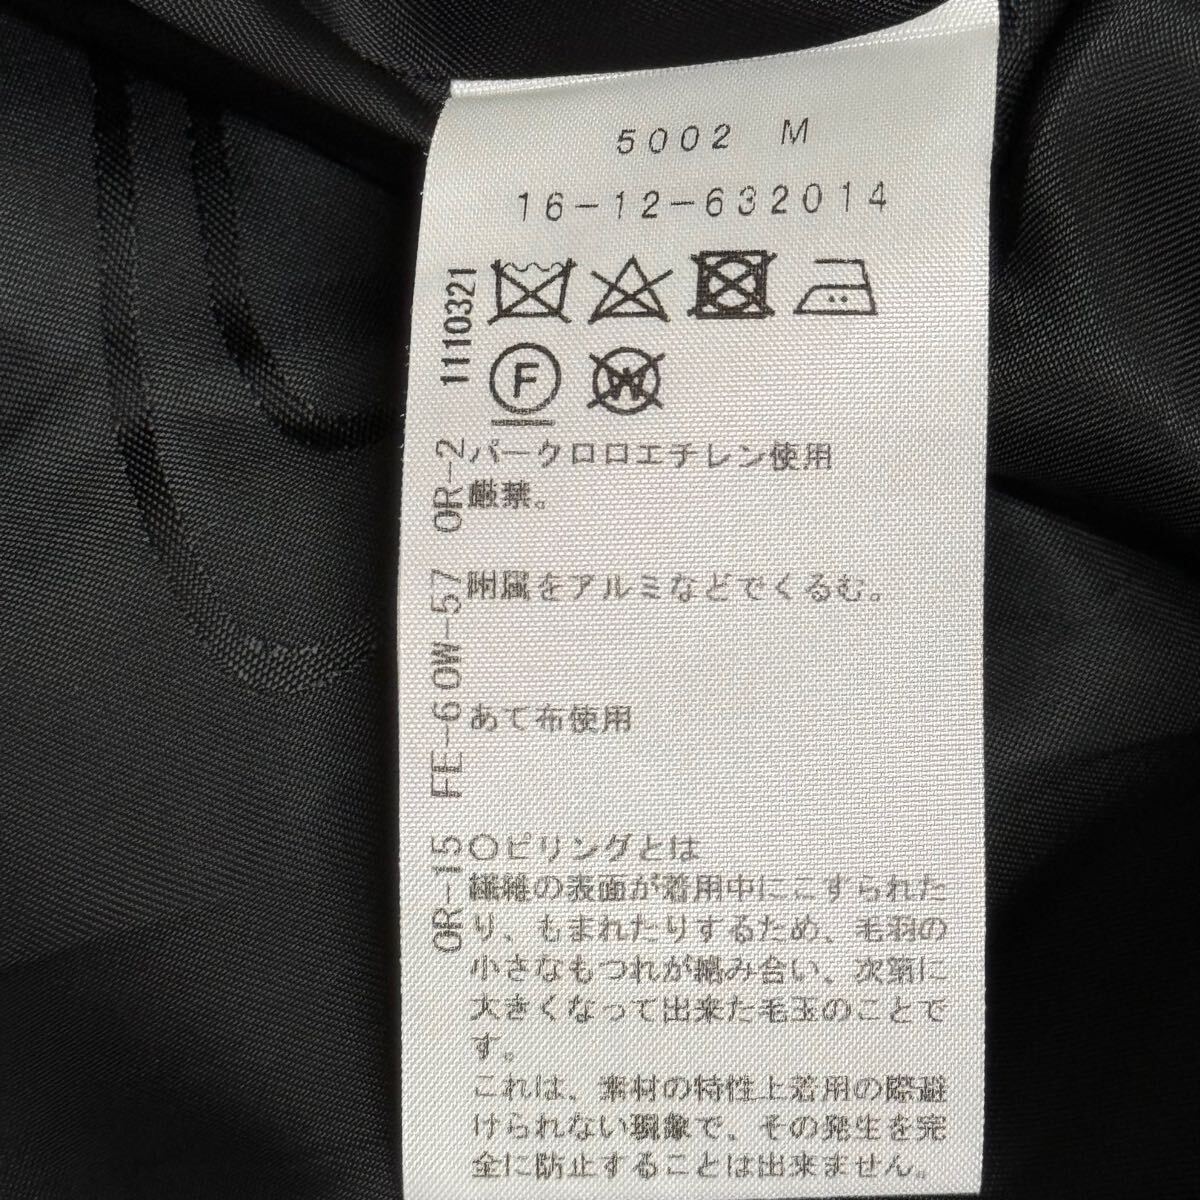 5002 M
16-12-632014
F
W
パークロロエチレン使用
厳禁。
附属をアルミなどでくるむ。
あて布使用
〇ピリングとは
繊維の表面が着用中にこすられた
り、もまれたりするため、毛羽の
小さなもつれが絡み合い、次第に
大きくなって出来た毛玉のことで
す。
これは、素材の特性上着用の際避
けられない現象で、その発生を完
全に防止することは出来ません。
OR-15 FE-60W-57 OR-2 1110321